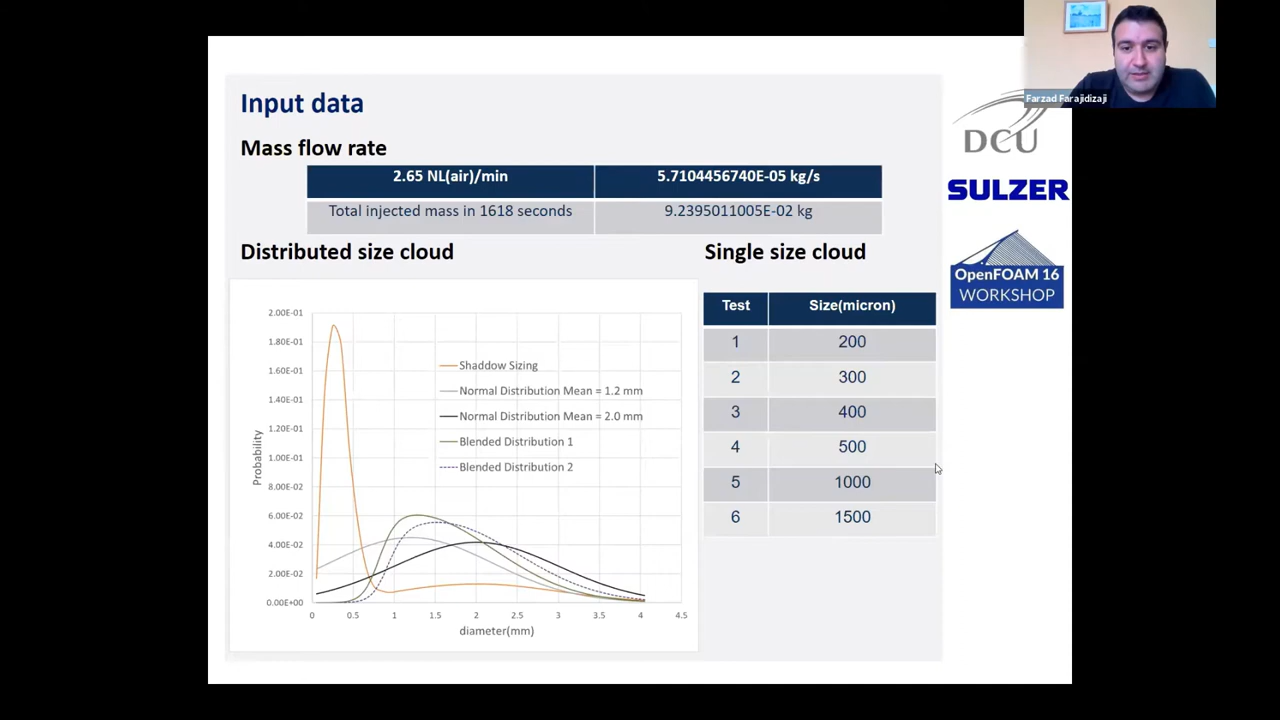 Farzad Farajidizaji
Input data
DCU
Mass flow rate
2.65 NL(air)/min 5.7104456740E-05 kg/s
SULZER
Total injected mass in 1618 seconds 9.2395011005E-02 kg
Distributed size cloud
Single size cloud
OpenFOAM 16
WORKSHOP
Test Size(micron)
1 200
2 300
3 400
4 500
5 1000
6 1500
2.00E-01
1.80E-01
1.60E-01
1.40E-01
1.20E-01
1.00E-01
8.00E-02
6.00E-02
4.00E-02
2.00E-02
0.00E+00
Probability
Shaddow Sizing
Normal Distribution Mean = 1.2 mm
Normal Distribution Mean = 2.0 mm
Blended Distribution 1
Blended Distribution 2
0 0.5 1 1.5 2 2.5 3 3.5 4 4.5
diameter(mm)